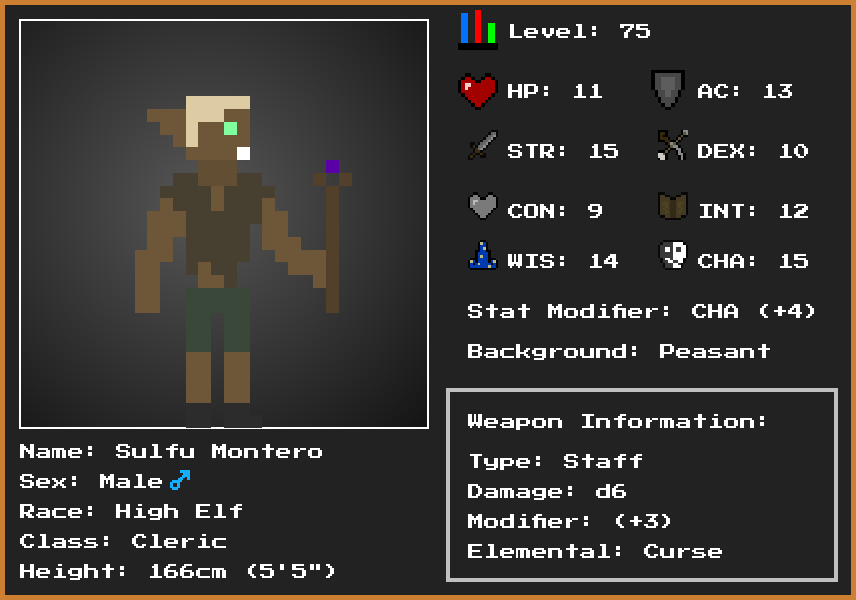 Level: 75
HP: 11
AC: 13
STR: 15
DEX: 10
CON: 9
INT: 12
WIS: 14
CHA: 15
Stat Modifier: CHA (+4)
Background: Peasant
Weapon Information:
Type: Staff
Damage: d6
Modifier: (+3)
Elemental: Curse
Name: Sulfu Montero
Sex: Male ♂
Race: High Elf
Class: Cleric
Height: 166cm (5'5")